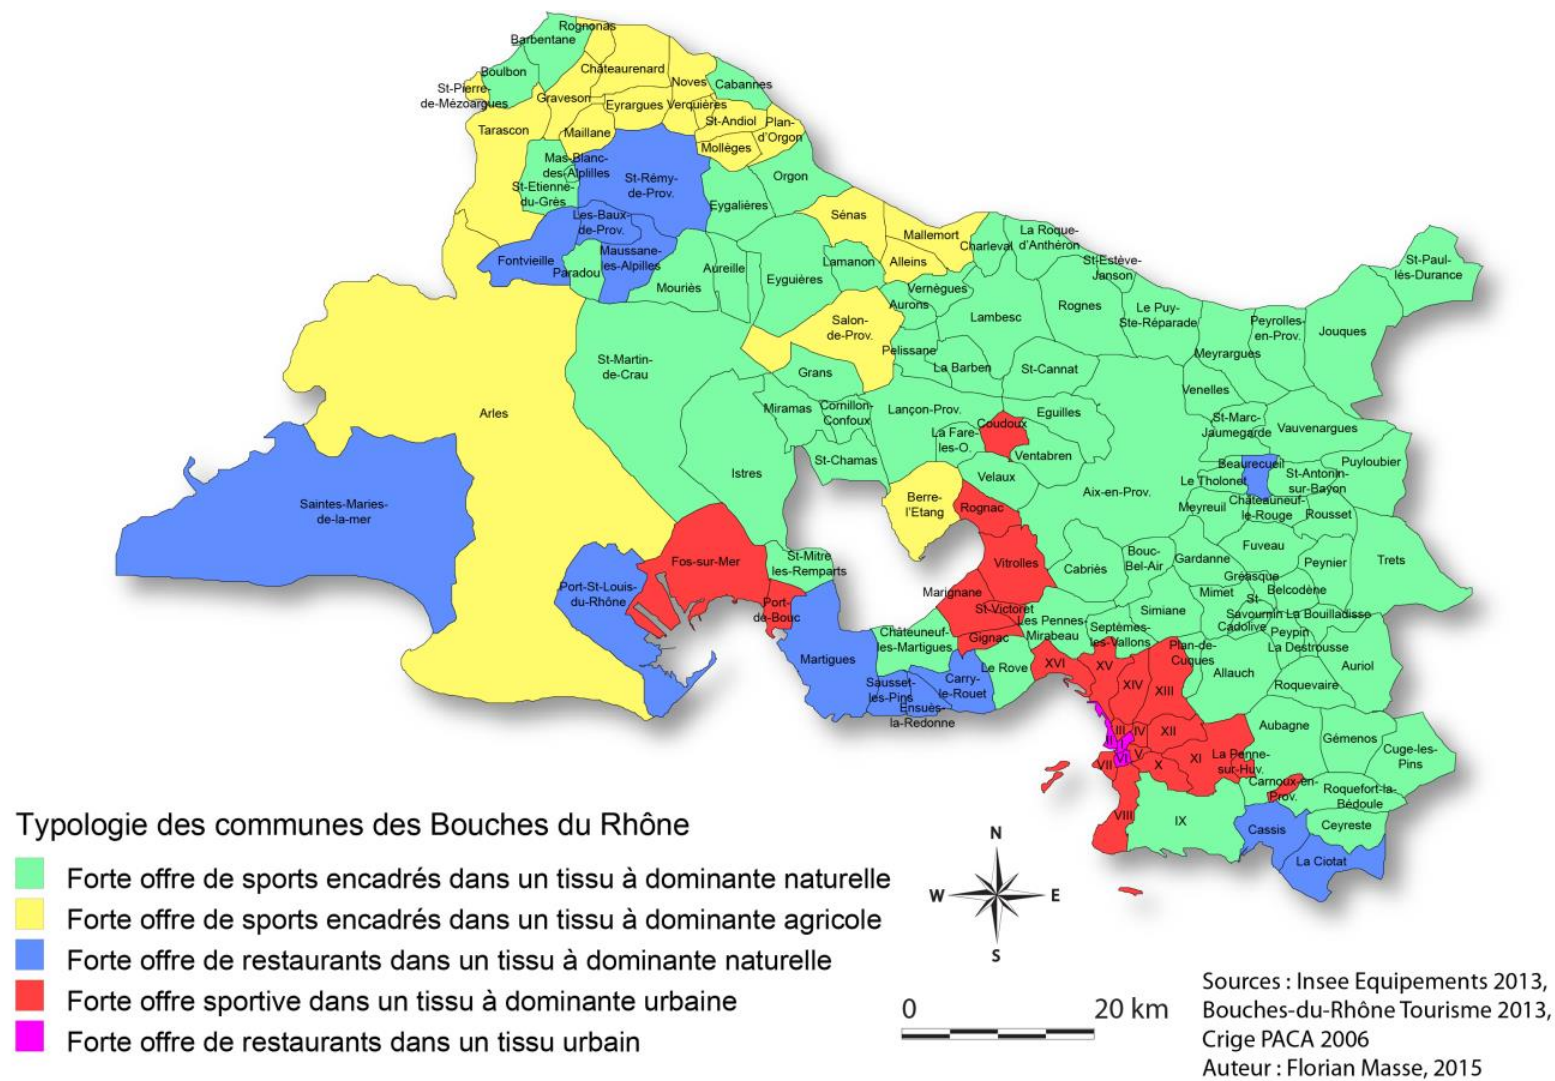 Rognonas
Barbentane
Boulbon
Châteaurenard
St-Pierre-
de-Mézoargues
Noves
Cabannes
Graveson
Eyrargues
Verquières
Tarascon
Maillane
St-Andiol
Plan-
d'Orgon
Mollèges
Mas-Blanc-
des-Alpilles
St-Etienne-
du-Grès
St-Rémy-
de-Prov.
Orgon
Eygalières
Les-Baux-
de-Prov.
Sénas
Mallemort
Charleval
La Roque-
d'Anthéron
Fontvieille
Paradou
Maussane-
les-Alpilles
Mouriès
Aureille
Eyguières
Lamanon
Alleins
St-Estève-
Janson
St-Paul-
lès-Durance
Vernègues
Aurons
Lambesc
Rognes
Le Puy-
Ste-Réparade
Peyrolles-
en-Prov.
Jouques
Meyrargues
St-Martin-
de-Crau
Salon-
de-Prov.
Pelissane
La Barben
St-Cannat
Grans
Venelles
Arles
Miramas
Cornillon-
Confoux
Lançon-Prov.
Coudoux
Eguilles
St-Marc-
Jaumegarde
Vauvenargues
La Fare-
les-O.
Ventabren
St-Chamas
Istres
Velaux
Aix-en-Prov.
Beaurecueil
Le Tholonet
St-Antonin-
sur-Bayon
Puyloubier
Saintes-Maries-
de-la-mer
Berre-
l'Etang
Rognac
Meyreuil
Châteauneuf-
le-Rouge
Rousset
Fos-sur-Mer
St-Mitre
les-Remparts
Vitrolles
Cabriès
Bouc-
Bel-Air
Gardanne
Fuveau
Peynier
Trets
Port-St-Louis-
du-Rhône
Port-
de-Bouc
Marignane
St-Victoret
Gréasque
Belcodène
Mimet
St-
Savournin
La Bouilladisse
Simiane
Cadolive
Peypin
La Destrousse
Châteuneuf-
les-Martigues
Gignac
Les Pennes-
Mirabeau
Septèmes-
les-Vallons
Plan-de-
Cuques
Martigues
Sausset-
les-Pins
Carry-
le-Rouet
Ensuès-
la-Redonne
Le Rove
XVI
XV
XIV
XIII
Allauch
Roquevaire
Auriol
III
IV
XII
II
I
V
VI
VII
X
XI
La Penne-
sur-Huv.
Aubagne
Gémenos
Cuge-les-
Pins
Carnoux-en-
Prov.
Roquefort-la-
Bédoule
VIII
IX
Cassis
Ceyreste
La Ciotat
Typologie des communes des Bouches du Rhône
Forte offre de sports encadrés dans un tissu à dominante naturelle
Forte offre de sports encadrés dans un tissu à dominante agricole
Forte offre de restaurants dans un tissu à dominante naturelle
Forte offre sportive dans un tissu à dominante urbaine
Forte offre de restaurants dans un tissu urbain
N
W
E
S
0 20 km
Sources : Insee Equipements 2013,
Bouches-du-Rhône Tourisme 2013,
Crige PACA 2006
Auteur : Florian Masse, 2015